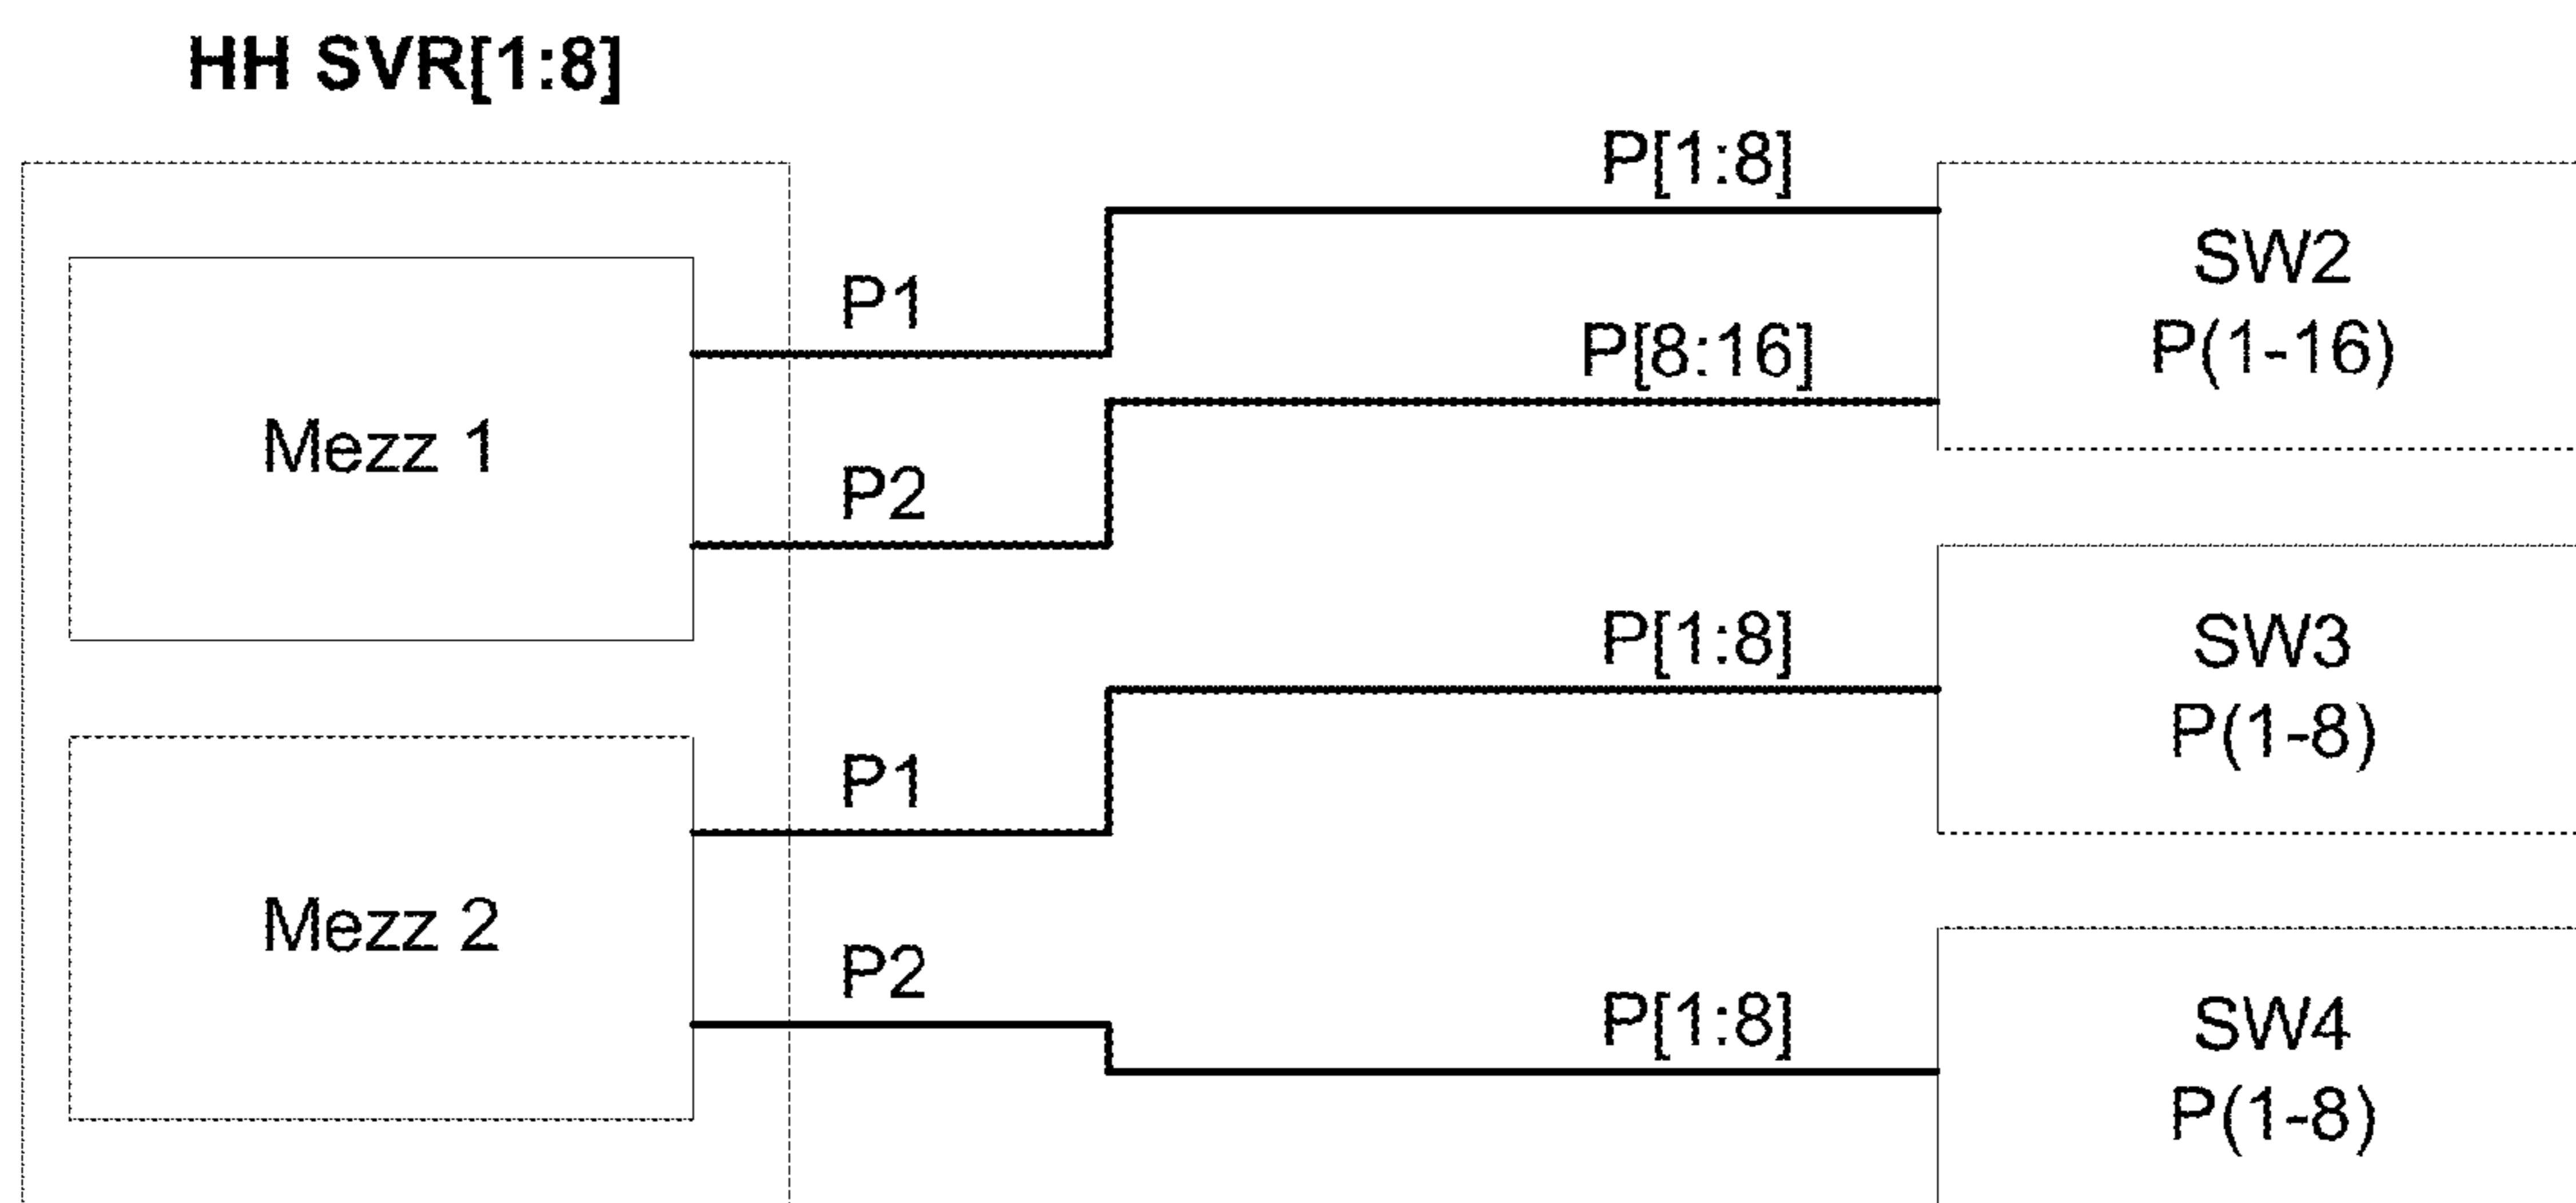 HH SVR[1:8]
P[1:8]
SW2
P(1-16)
P1
P[8:16]
Mezz 1
P2
P[1:8]
SW3
P(1-8)
P1
Mezz 2
P2
P[1:8]
SW4
P(1-8)